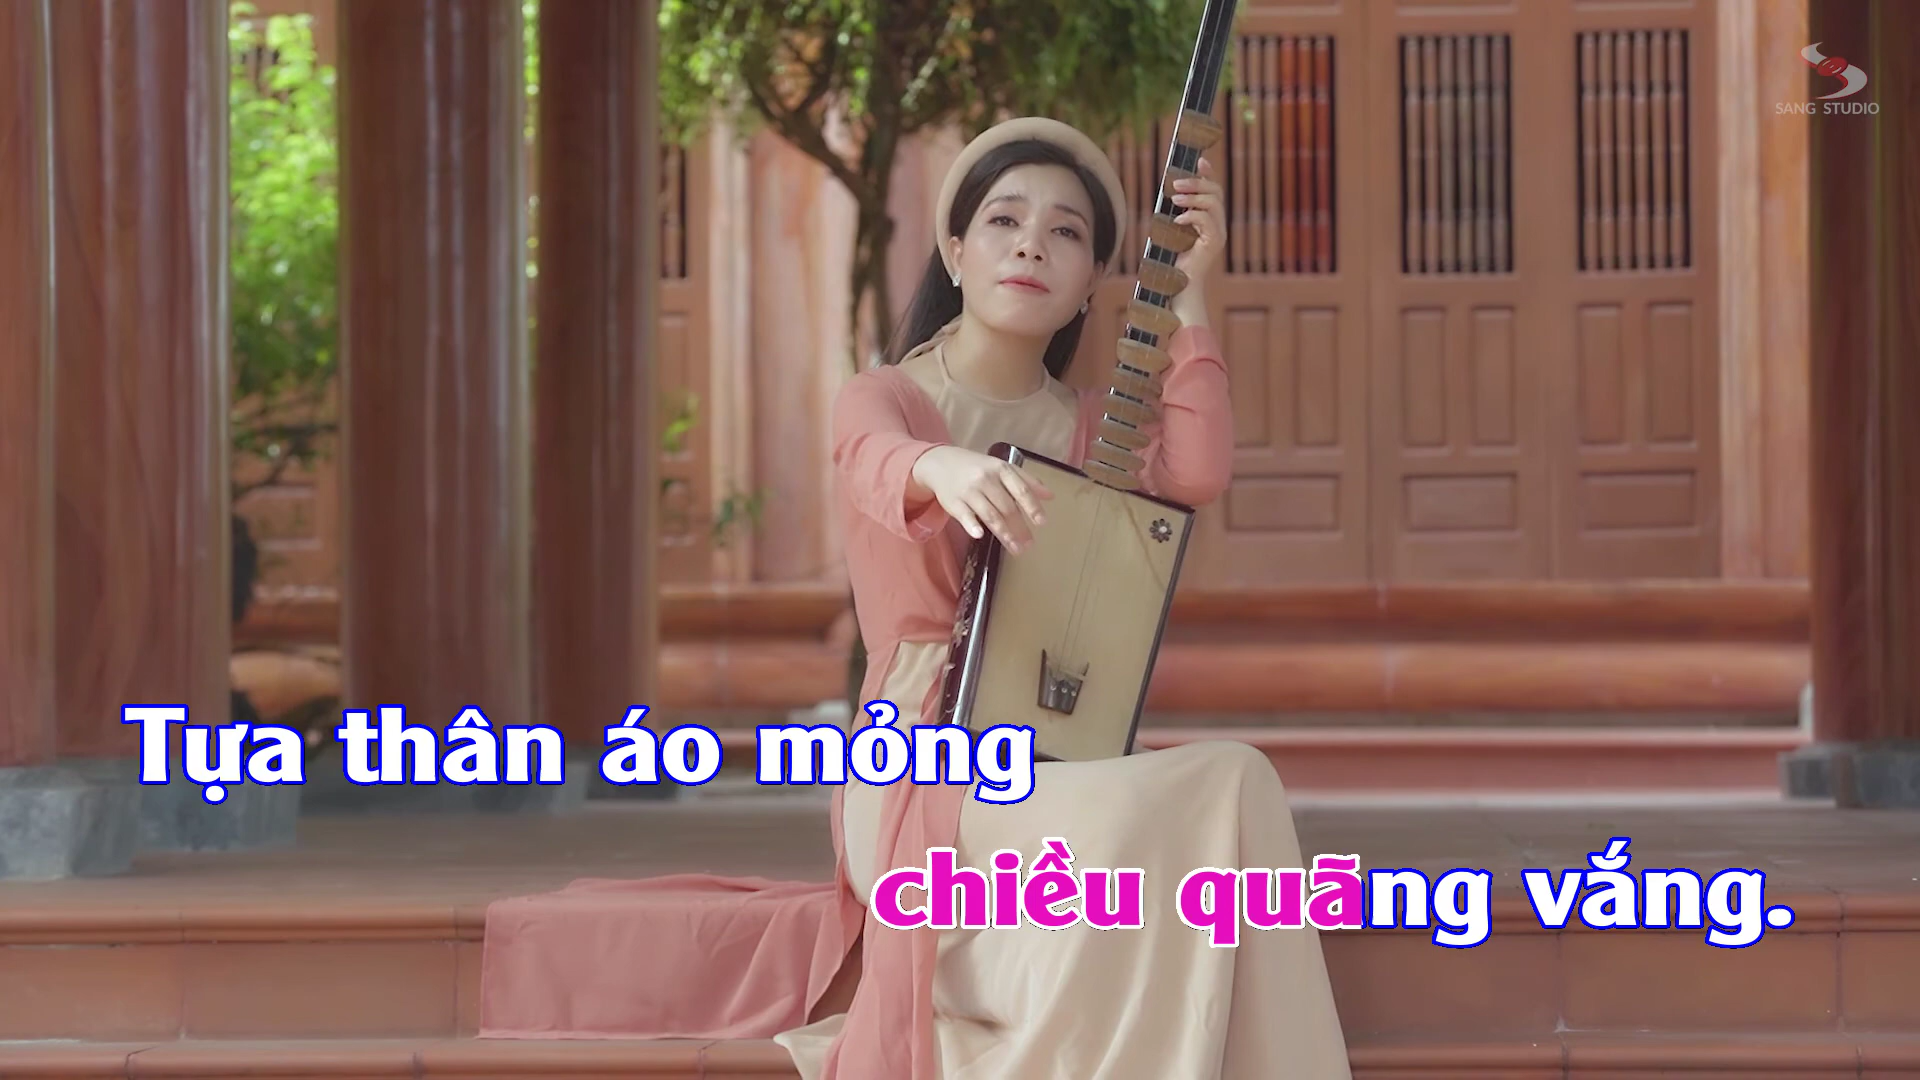 SANG STUDIO
Tựa thân áo mỏng
chiều quãng vắng.